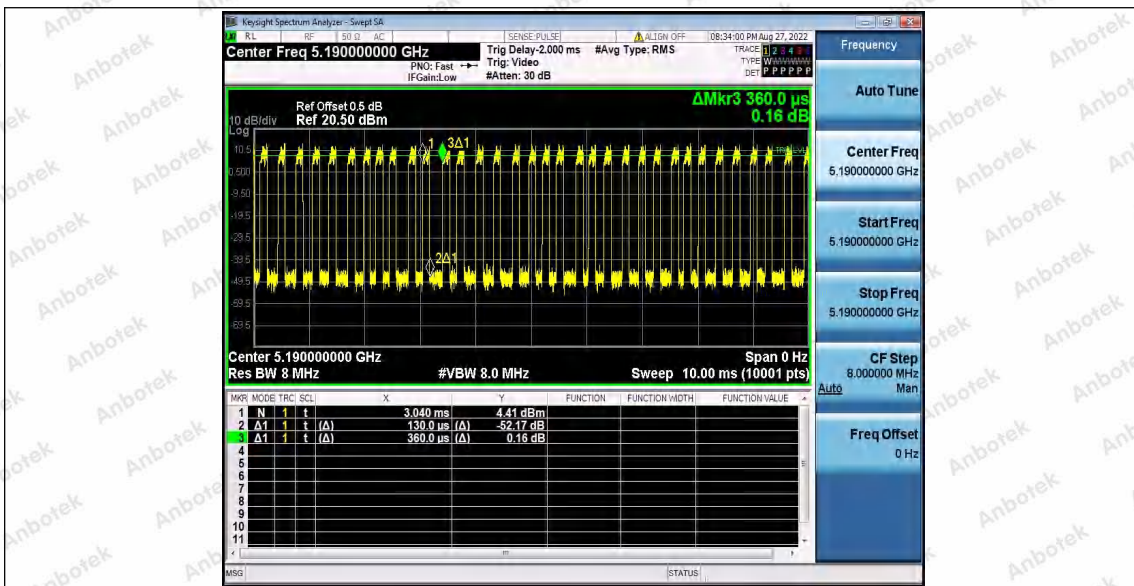 Keysight Spectrum Analyzer - Swept SA
RL RF 50 Ω AC SENSE:PULSE ALIGN OFF 08:34:00 PM Aug 27, 2022
Center Freq 5.190000000 GHz
PNO: Fast
IFGain:Low
Trig Delay-2.000 ms
Trig: Video
#Atten: 30 dB
#Avg Type: RMS
TRACE 1 2 3 4 5 6
TYPE W
DET P P P P P P
Ref Offset 0.5 dB
10 dB/div Ref 20.50 dBm
Log
ΔMkr3 360.0 μs
0.16 dB
10.5
0.500
-9.50
-19.5
-29.5
-39.5
-49.5
-59.5
-69.5
1
3Δ1
2Δ1
Center 5.190000000 GHz
Span 0 Hz
Res BW 8 MHz
#VBW 8.0 MHz
Sweep 10.00 ms (10001 pts)
MKR MODE TRC SCL X Y FUNCTION FUNCTION WIDTH FUNCTION VALUE
1 N 1 t 3.040 ms 4.41 dBm
2 Δ1 1 t (Δ) 130.0 μs (Δ) -52.17 dB
3 Δ1 1 t (Δ) 360.0 μs (Δ) 0.16 dB
4
5
6
7
8
9
10
11
MSG
STATUS
Frequency
Auto Tune
Center Freq
5.190000000 GHz
Start Freq
5.190000000 GHz
Stop Freq
5.190000000 GHz
CF Step
8.000000 MHz
Auto Man
Freq Offset
0 Hz
Anbotek